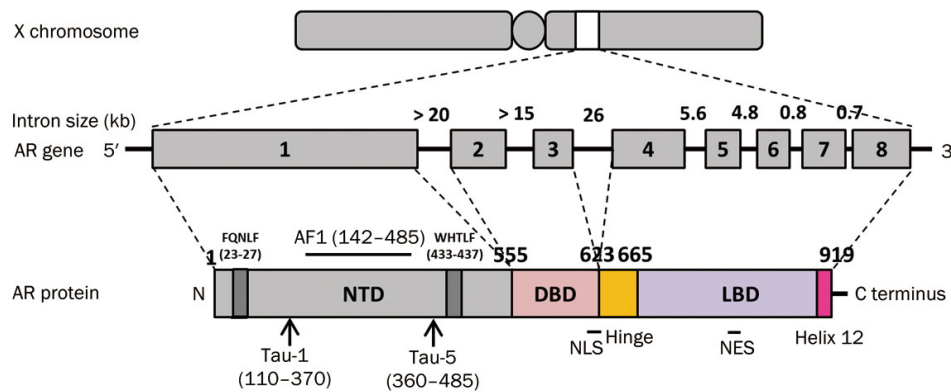 X chromosome
Intron size (kb) > 20 > 15 26 5.6 4.8 0.8 0.7
AR gene 5′ 1 2 3 4 5 6 7 8 3
FQNLF AF1 (142–485) WHTLF
(23-27) (433-437)
1 555 623 665 919
AR protein N NTD DBD LBD C terminus
NLS Hinge NES Helix 12
Tau-1 Tau-5
(110–370) (360–485)